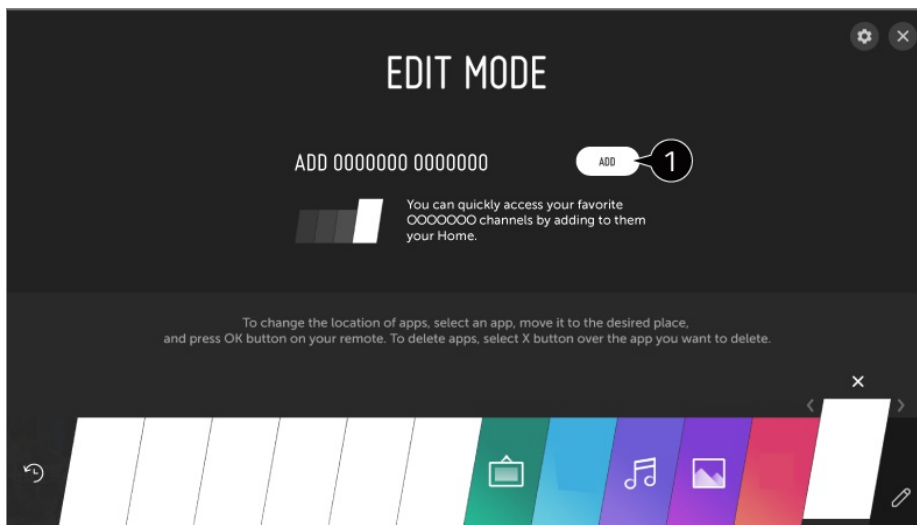 EDIT MODE
ADD OOOOOOO OOOOOOO
ADD
1
You can quickly access your favorite
OOOOOOO channels by adding to them
your Home.
To change the location of apps, select an app, move it to the desired place,
and press OK button on your remote. To delete apps, select X button over the app you want to delete.